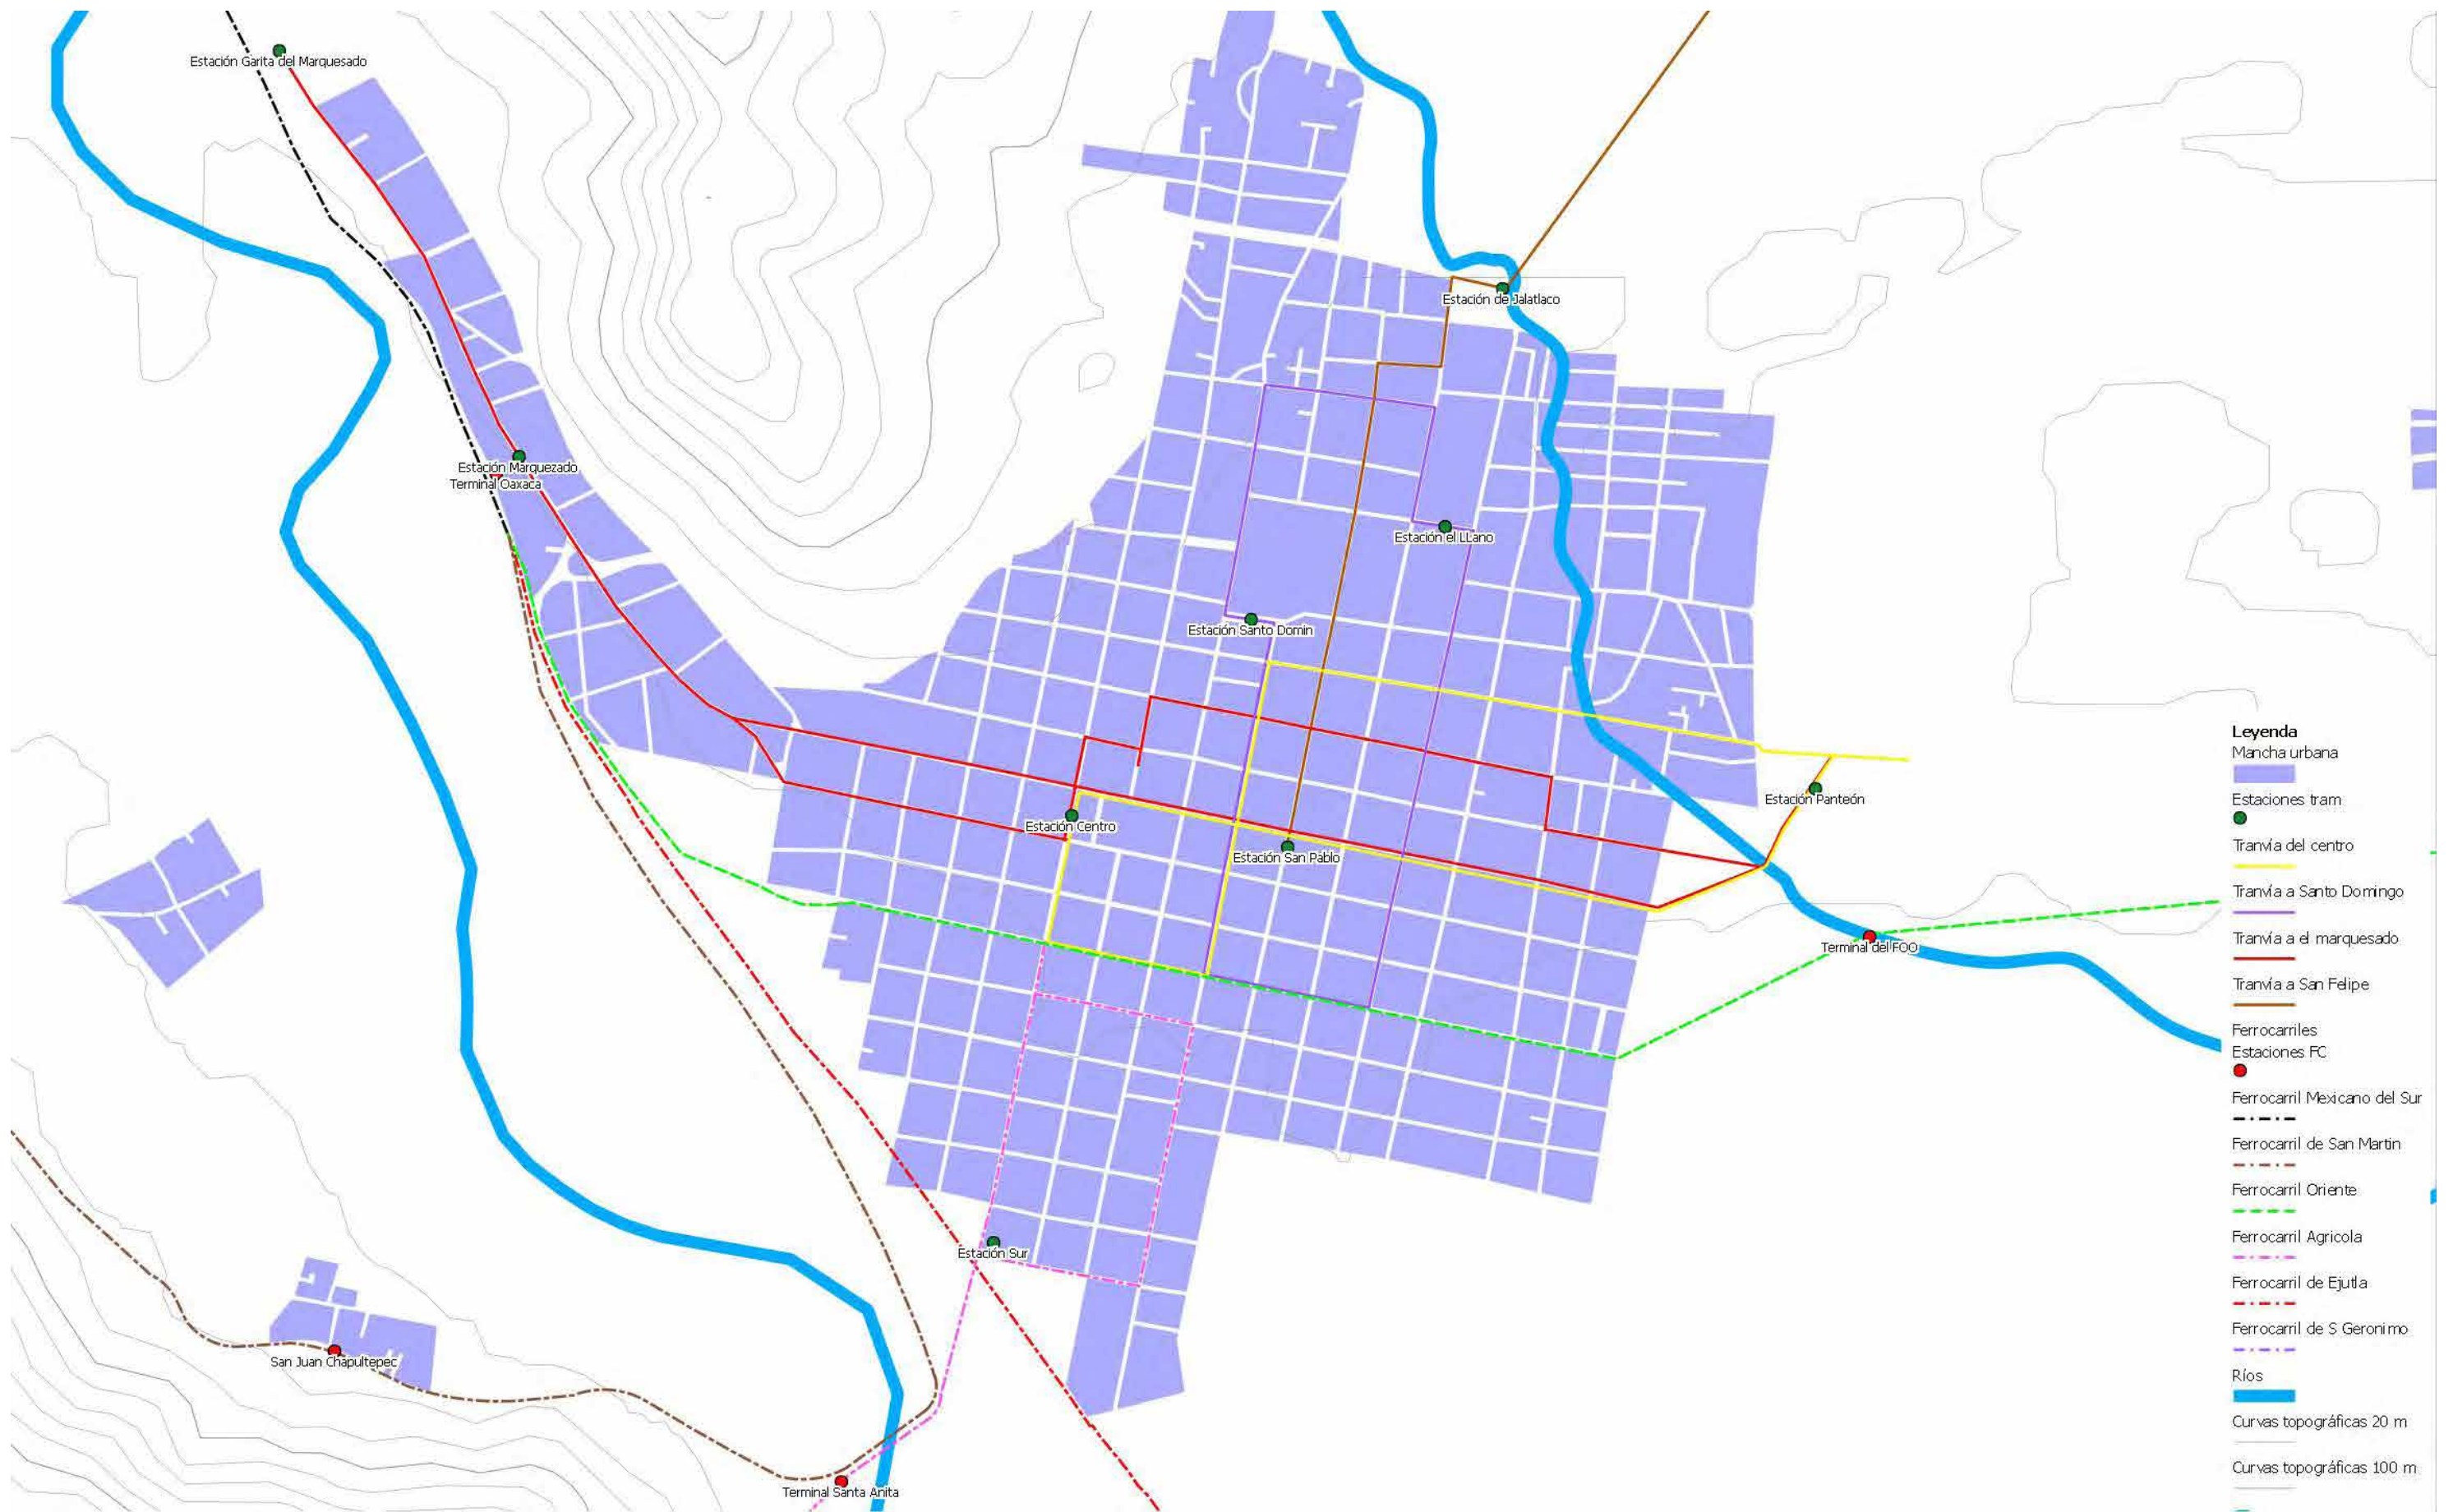 Estación Garita del Marquesado
Estación de Jalatlaco
Estación Marquezado
Terminal Oaxaca
Estación el LLano
Estación Santo Domin
Estación Panteón
Estación Centro
Estación San Pablo
Terminal del FOO
Estación Sur
San Juan Chapultepec
Terminal Santa Anita
Leyenda
Mancha urbana
Estaciones tram
Tranvía del centro
Tranvía a Santo Domingo
Tranvía a el marquesado
Tranvía a San Felipe
Ferrocarriles
Estaciones FC
Ferrocarril Mexicano del Sur
Ferrocarril de San Martin
Ferrocarril Oriente
Ferrocarril Agricola
Ferrocarril de Ejutla
Ferrocarril de S Geronimo
Ríos
Curvas topográficas 20 m
Curvas topográficas 100 m